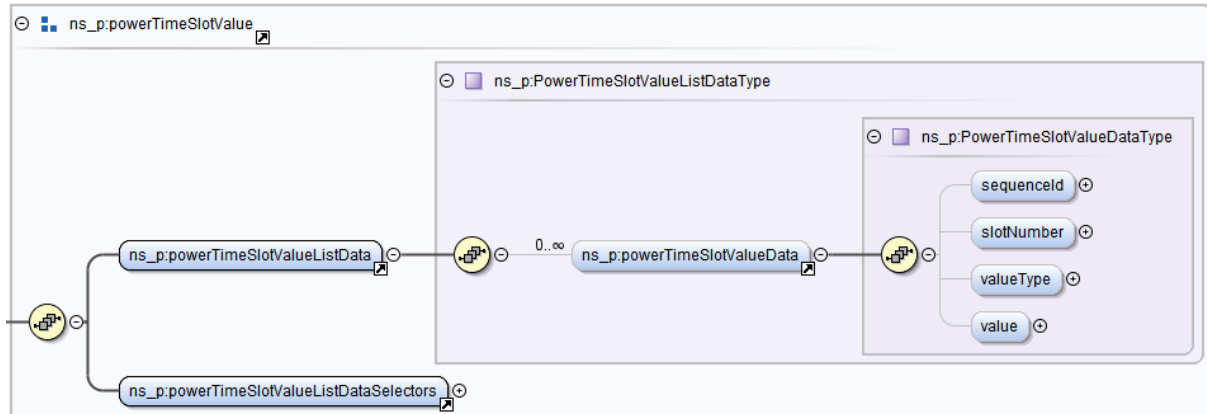 ns_p:powerTimeSlotValue
ns_p:PowerTimeSlotValueListDataType
ns_p:PowerTimeSlotValueDataType
sequenceId
slotNumber
ns_p:powerTimeSlotValueListData
0..∞
ns_p:powerTimeSlotValueData
valueType
value
ns_p:powerTimeSlotValueListDataSelectors